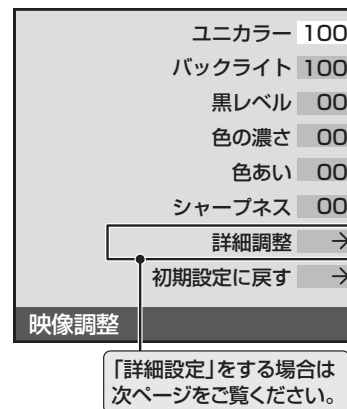 ユニカラー 100
バックライト 100
黒レベル 00
色の濃さ 00
色あい 00
シャープネス 00
詳細調整 →
初期設定に戻す →
映像調整
「詳細設定」をする場合は
次ページをご覧ください。